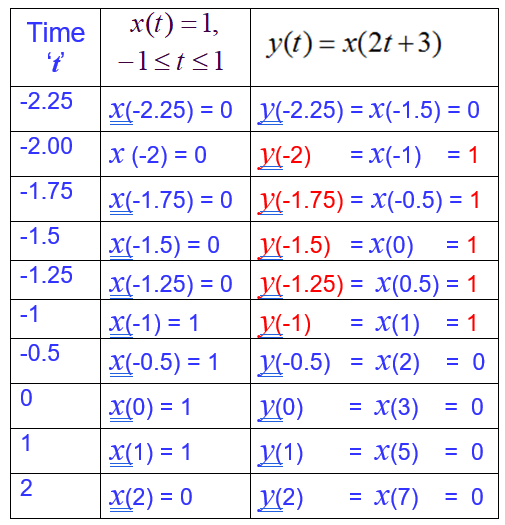 Time ‘t’ x(t) = 1, −1 ≤ t ≤ 1 y(t) = x(2t + 3)
-2.25 x(-2.25) = 0 y(-2.25) = x(-1.5) = 0
-2.00 x (-2) = 0 y(-2) = x(-1) = 1
-1.75 x(-1.75) = 0 y(-1.75) = x(-0.5) = 1
-1.5 x(-1.5) = 0 y(-1.5) = x(0) = 1
-1.25 x(-1.25) = 0 y(-1.25) = x(0.5) = 1
-1 x(-1) = 1 y(-1) = x(1) = 1
-0.5 x(-0.5) = 1 y(-0.5) = x(2) = 0
0 x(0) = 1 y(0) = x(3) = 0
1 x(1) = 1 y(1) = x(5) = 0
2 x(2) = 0 y(2) = x(7) = 0